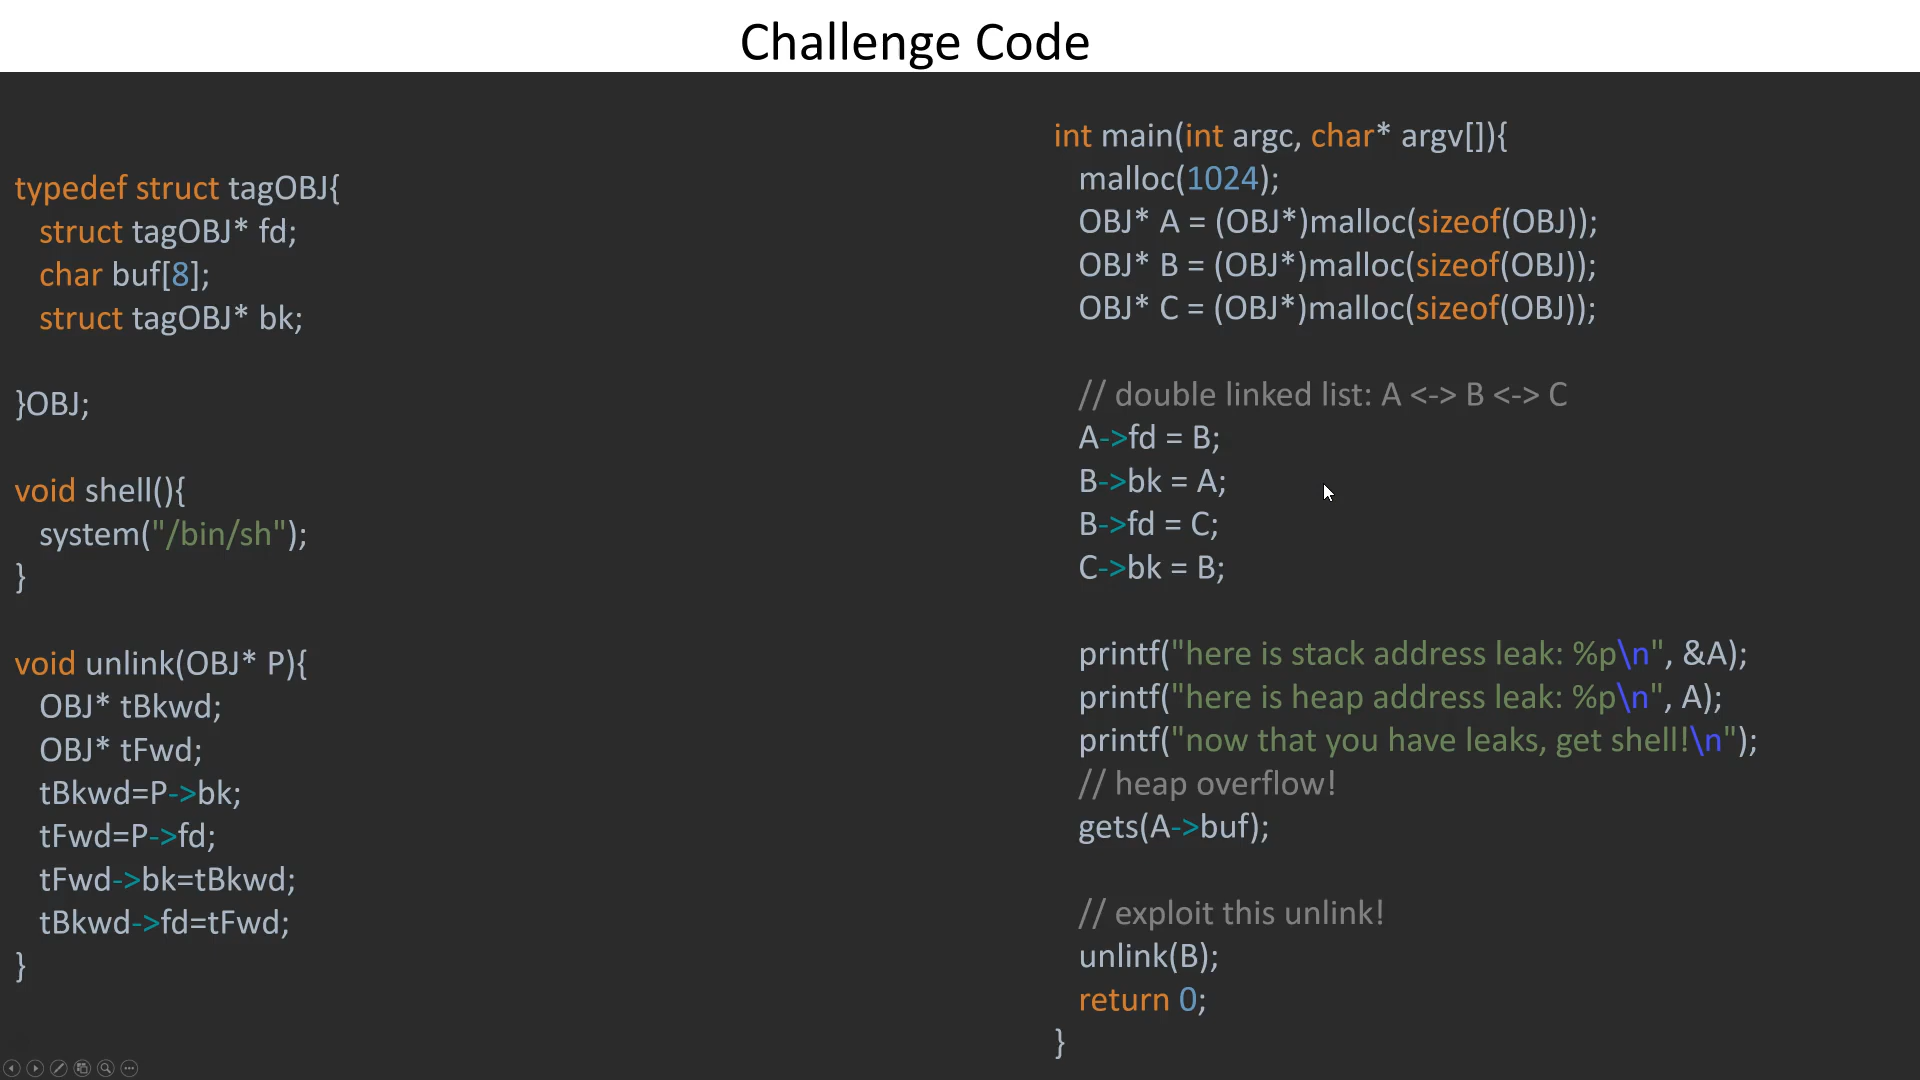 Challenge Code
typedef struct tagOBJ{
struct tagOBJ* fd;
char buf[8];
struct tagOBJ* bk;
}OBJ;
void shell(){
system("/bin/sh");
}
void unlink(OBJ* P){
OBJ* tBkwd;
OBJ* tFwd;
tBkwd=P->bk;
tFwd=P->fd;
tFwd->bk=tBkwd;
tBkwd->fd=tFwd;
}
int main(int argc, char* argv[]){
malloc(1024);
OBJ* A = (OBJ*)malloc(sizeof(OBJ));
OBJ* B = (OBJ*)malloc(sizeof(OBJ));
OBJ* C = (OBJ*)malloc(sizeof(OBJ));
// double linked list: A <-> B <-> C
A->fd = B;
B->bk = A;
B->fd = C;
C->bk = B;
printf("here is stack address leak: %p\n", &A);
printf("here is heap address leak: %p\n", A);
printf("now that you have leaks, get shell!\n");
// heap overflow!
gets(A->buf);
// exploit this unlink!
unlink(B);
return 0;
}